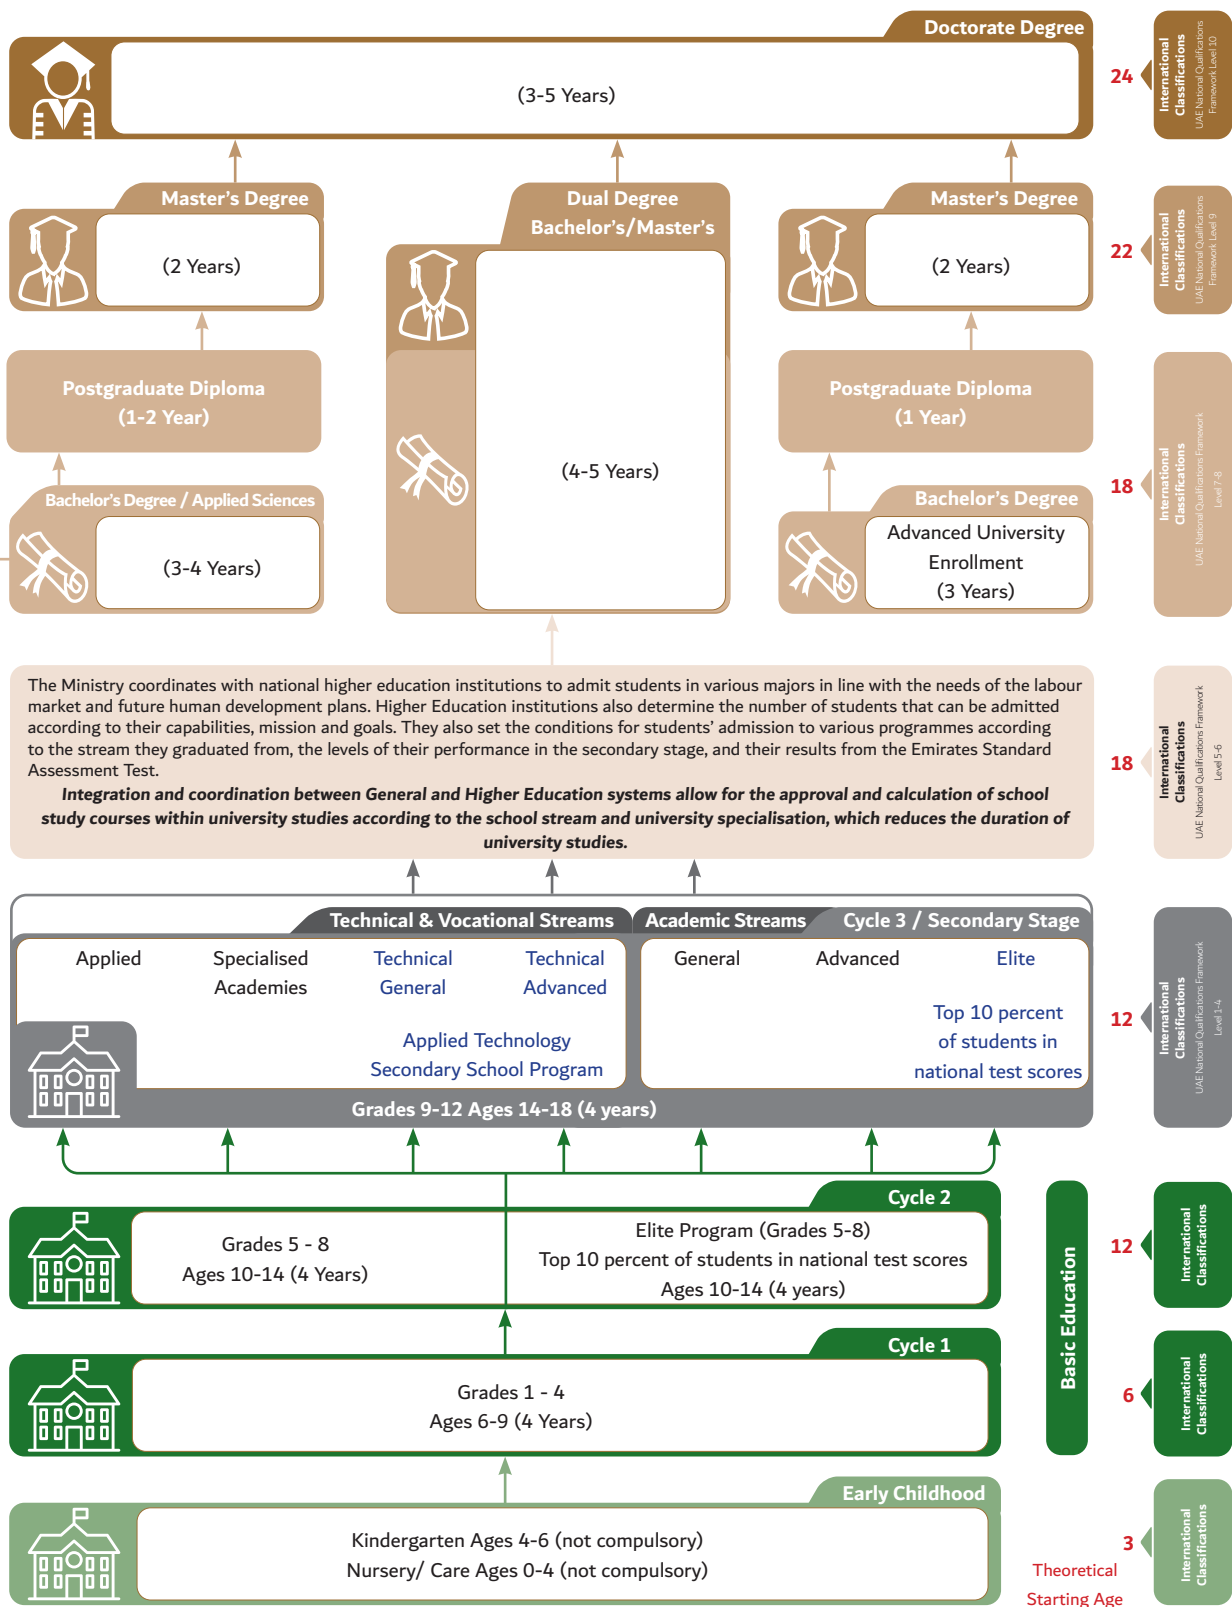 Doctorate Degree
(3-5 Years)
24
International
Classifications
UAE National Qualifications
Framework Level 10
Master's Degree
(2 Years)
Dual Degree
Bachelor's/Master's
(4-5 Years)
Master's Degree
(2 Years)
22
International
Classifications
UAE National Qualifications
Framework Level 9
Postgraduate Diploma
(1-2 Year)
Postgraduate Diploma
(1 Year)
Bachelor's Degree / Applied Sciences
(3-4 Years)
Bachelor's Degree
Advanced University
Enrollment
(3 Years)
18
International
Classifications
UAE National Qualifications Framework
Level 7-8
The Ministry coordinates with national higher education institutions to admit students in various majors in line with the needs of the labour
market and future human development plans. Higher Education institutions also determine the number of students that can be admitted
according to their capabilities, mission and goals. They also set the conditions for students' admission to various programmes according
to the stream they graduated from, the levels of their performance in the secondary stage, and their results from the Emirates Standard
Assessment Test.
Integration and coordination between General and Higher Education systems allow for the approval and calculation of school
study courses within university studies according to the school stream and university specialisation, which reduces the duration of
university studies.
18
International
Classifications
UAE National Qualifications Framework
Level 5-6
Technical & Vocational Streams
Academic Streams
Cycle 3 / Secondary Stage
Applied
Specialised
Academies
Technical
General
Technical
Advanced
Applied Technology
Secondary School Program
General
Advanced
Elite
Top 10 percent
of students in
national test scores
Grades 9-12 Ages 14-18 (4 years)
12
International
Classifications
UAE National Qualifications Framework
Level 1-4
Cycle 2
Grades 5 - 8
Ages 10-14 (4 Years)
Elite Program (Grades 5-8)
Top 10 percent of students in national test scores
Ages 10-14 (4 years)
12
International
Classifications
Basic Education
Cycle 1
Grades 1 - 4
Ages 6-9 (4 Years)
6
International
Classifications
Early Childhood
Kindergarten Ages 4-6 (not compulsory)
Nursery/ Care Ages 0-4 (not compulsory)
3
Theoretical
Starting Age
International
Classifications